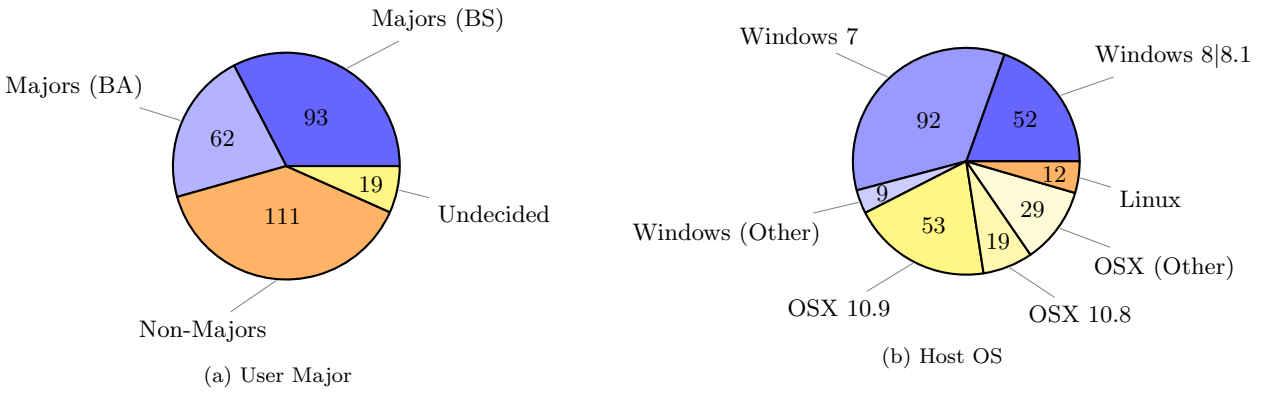 Majors (BS)
Majors (BA)
93
62
19
111
Undecided
Non-Majors
(a) User Major
Windows 7
Windows 8|8.1
92
52
12
9
Linux
29
53
19
Windows (Other)
OSX (Other)
OSX 10.9
OSX 10.8
(b) Host OS